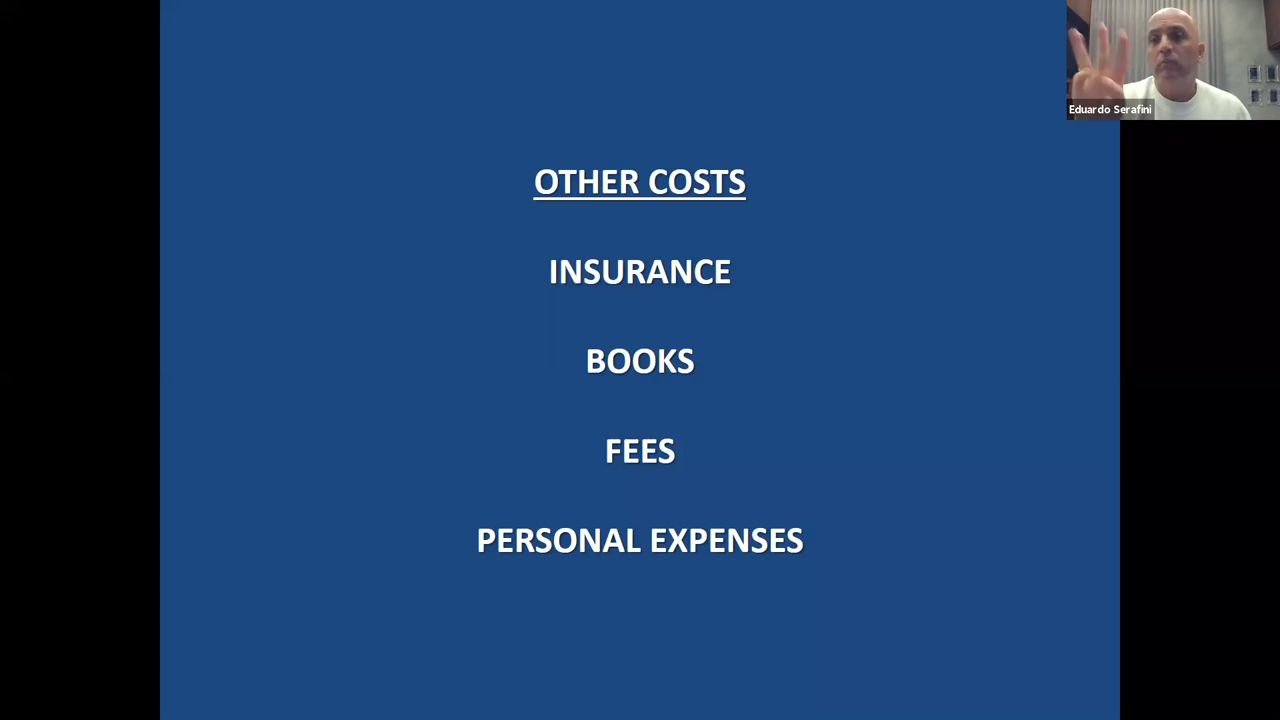 Eduardo Serafini
OTHER COSTS
INSURANCE
BOOKS
FEES
PERSONAL EXPENSES